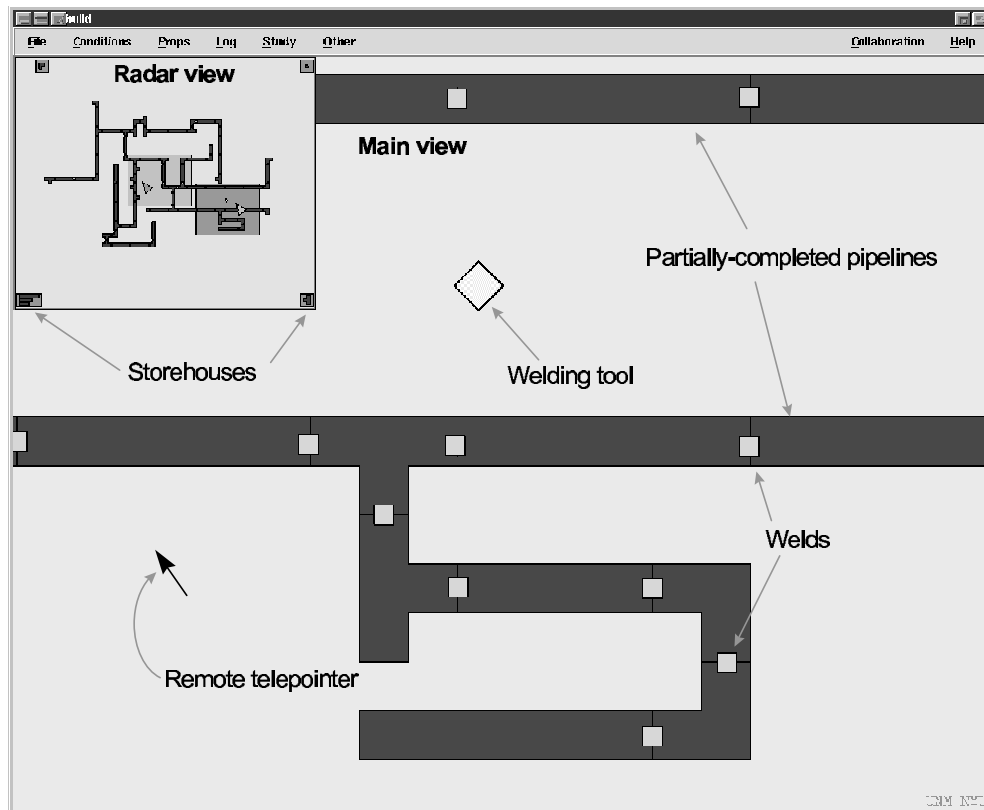 File Conditions Props Log Study Other Collaboration Help
Radar view
Main view
Partially-completed pipelines
Storehouses
Welding tool
Welds
Remote telepointer